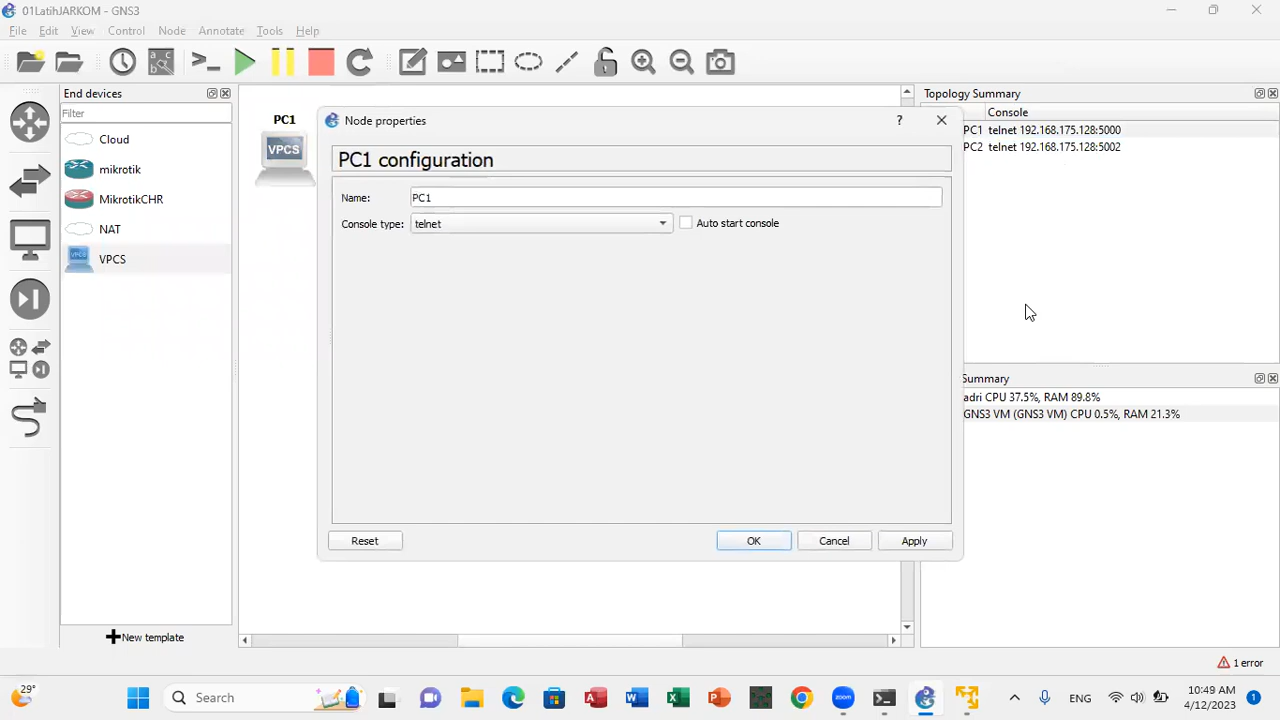 01LatihJARKOM - GNS3
File Edit View Control Node Annotate Tools Help
End devices
Filter
Cloud
mikrotik
MikrotikCHR
NAT
VPCS
New template
PC1
VPCS
Node properties
?
PC1 configuration
Name: PC1
Console type: telnet Auto start console
Reset OK Cancel Apply
Topology Summary
Console
PC1 telnet 192.168.175.128:5000
PC2 telnet 192.168.175.128:5002
Summary
adri CPU 37.5%, RAM 89.8%
GNS3 VM (GNS3 VM) CPU 0.5%, RAM 21.3%
1 error
29°
Search
zoom
ENG
10:49 AM
4/12/2023
1